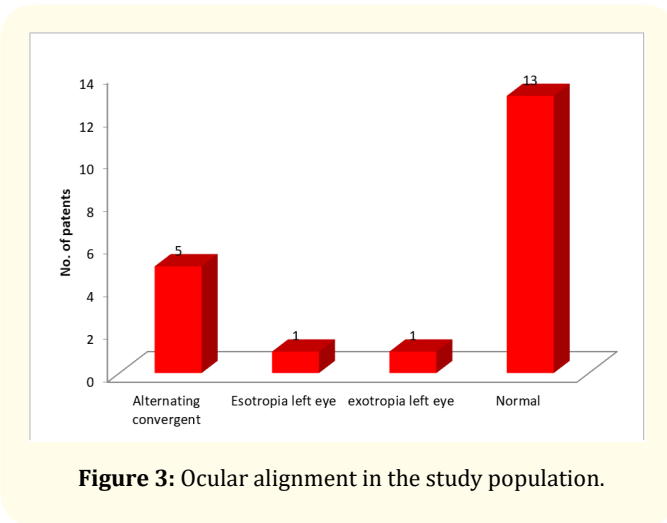 14
12
10
8
6
4
2
0
No. of patents
5
1
1
13
Alternating
convergent
Esotropia left eye
exotropia left eye
Normal
Figure 3: Ocular alignment in the study population.